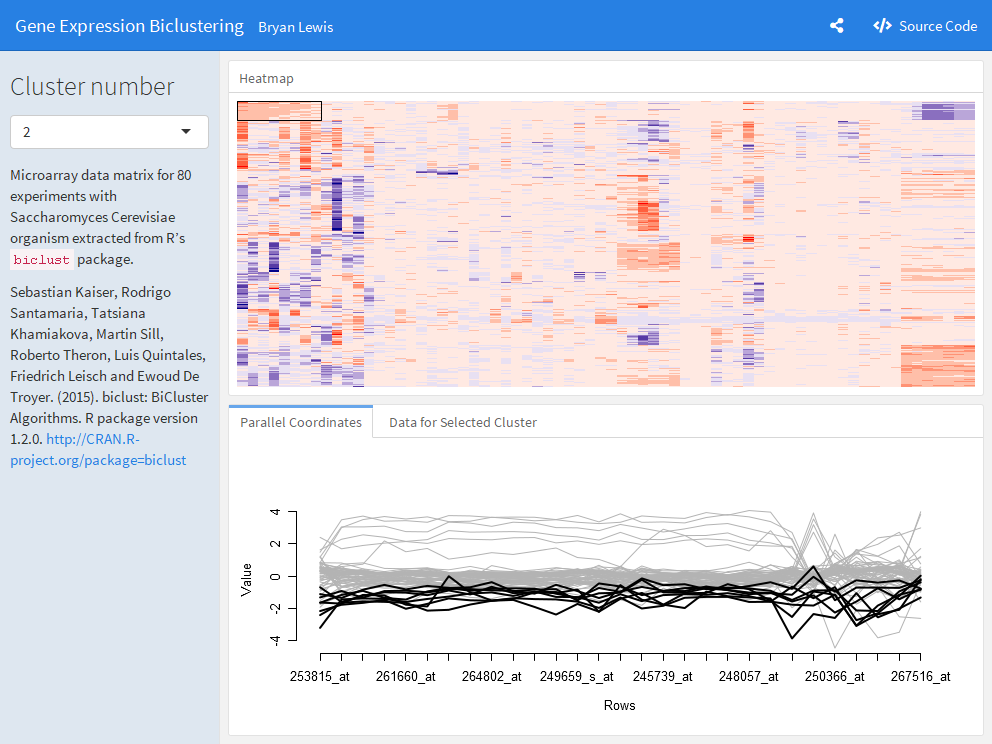 Gene Expression Biclustering Bryan Lewis Source Code
Cluster number
2
Microarray data matrix for 80
experiments with
Saccharomyces Cerevisiae
organism extracted from R's
biclust package.
Sebastian Kaiser, Rodrigo
Santamaria, Tatsiana
Khamiakova, Martin Sill,
Roberto Theron, Luis Quintales,
Friedrich Leisch and Ewoud De
Troyer. (2015). biclust: BiCluster
Algorithms. R package version
1.2.0. http://CRAN.R-
project.org/package=biclust
Heatmap
Parallel Coordinates Data for Selected Cluster
Value
4
2
0
-2
-4
253815_at 261660_at 264802_at 249659_s_at 245739_at 248057_at 250366_at 267516_at
Rows